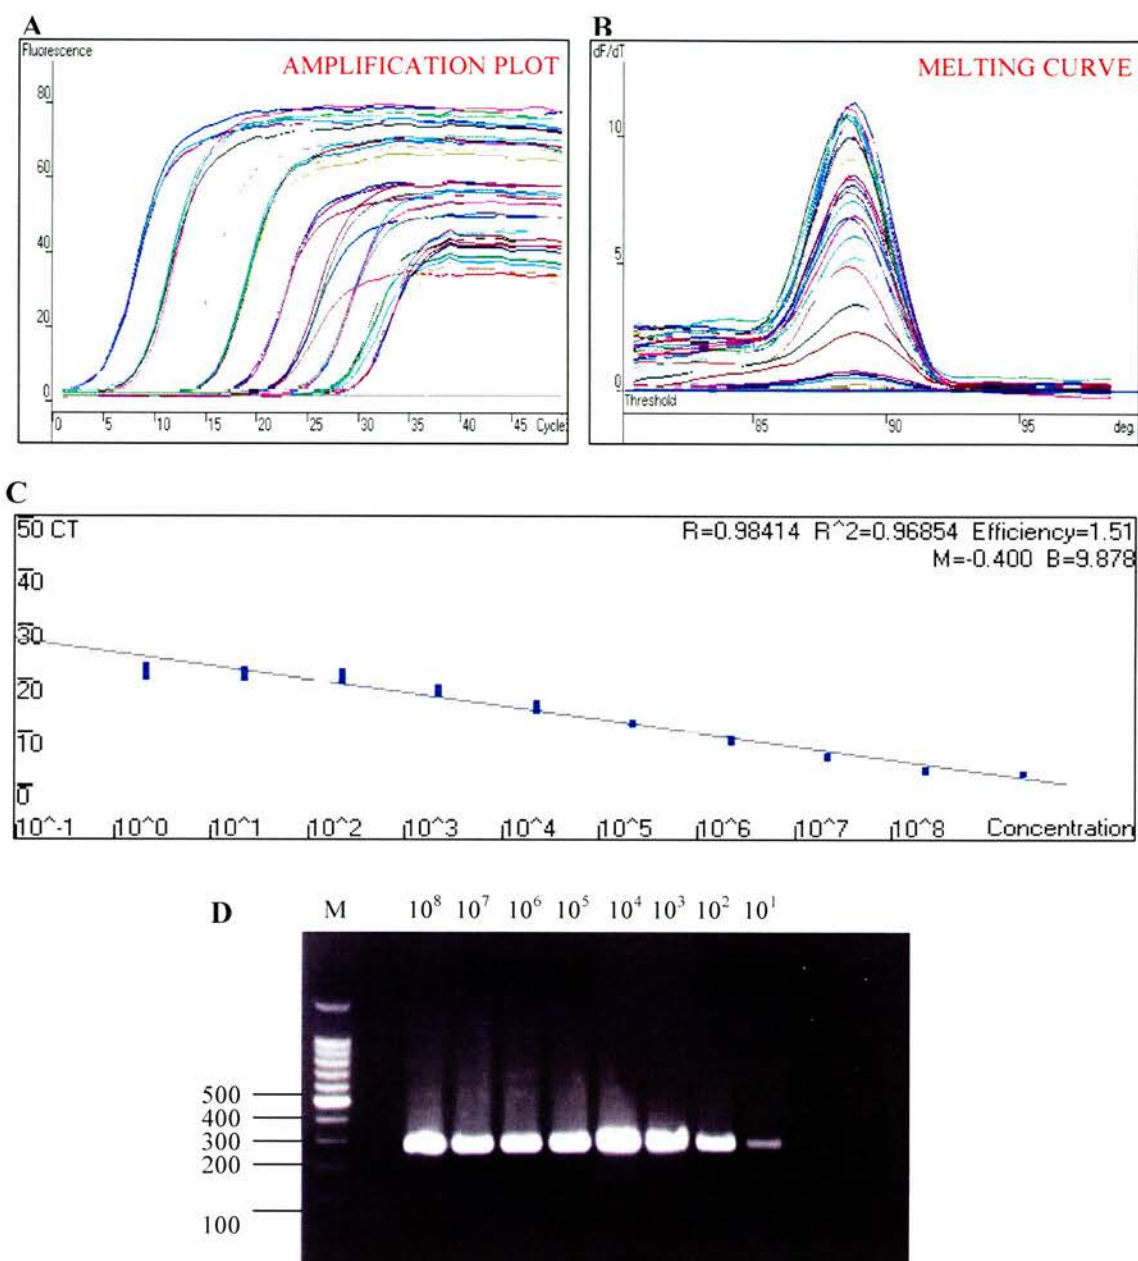 A
Fluorescence
AMPLIFICATION PLOT
80
60
40
20
0
0 5 10 15 20 25 30 35 40 45 Cycle
B
dF/dT
MELTING CURVE
10
5
0
Threshold
85 90 95 deg.
C
50 CT
R=0.98414 R^2=0.96854 Efficiency=1.51
M=-0.400 B=9.878
40
30
20
10
0
10^-1 10^0 10^1 10^2 10^3 10^4 10^5 10^6 10^7 10^8 Concentration
D M 10⁸ 10⁷ 10⁶ 10⁵ 10⁴ 10³ 10² 10¹
500
400
300
200
100